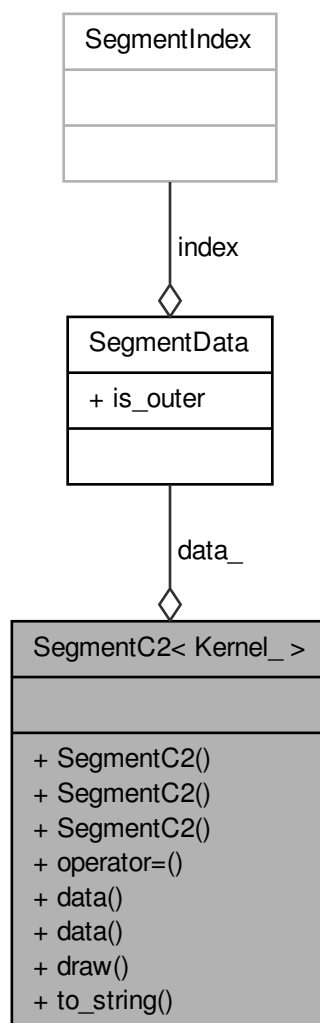 SegmentIndex
index
SegmentData
+ is_outer
data_
SegmentC2< Kernel_ >
+ SegmentC2()
+ SegmentC2()
+ SegmentC2()
+ operator=()
+ data()
+ data()
+ draw()
+ to_string()